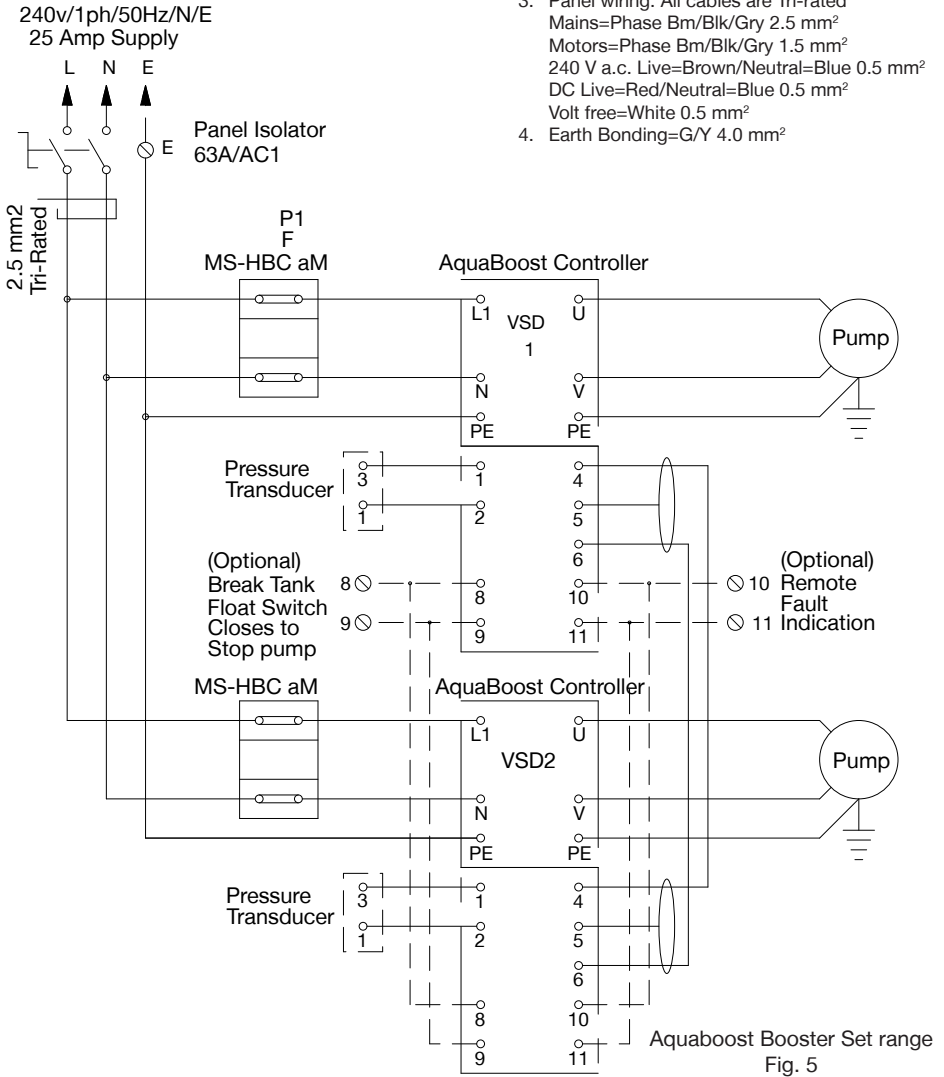 240v/1ph/50Hz/N/E
25 Amp Supply
L N E
3. Panel wiring: All cables are Tri-rated
Mains=Phase Brn/Blk/Gry 2.5 mm²
Motors=Phase Brn/Blk/Gry 1.5 mm²
240 V a.c. Live=Brown/Neutral=Blue 0.5 mm²
DC Live=Red/Neutral=Blue 0.5 mm²
Volt free=White 0.5 mm²
4. Earth Bonding=G/Y 4.0 mm²
E
Panel Isolator
63A/AC1
2.5 mm2
Tri-Rated
P1
F
MS-HBC aM
AquaBoost Controller
L1
VSD
1
U
Pump
N
V
PE
PE
Pressure
Transducer
3
1
1
2
4
5
6
(Optional)
Break Tank
Float Switch
Closes to
Stop pump
8
9
8
9
10
11
10
11
(Optional)
Remote
Fault
Indication
MS-HBC aM
AquaBoost Controller
L1
VSD2
U
Pump
N
V
PE
PE
Pressure
Transducer
3
1
1
2
4
5
6
8
9
10
11
Aquaboost Booster Set range
Fig. 5